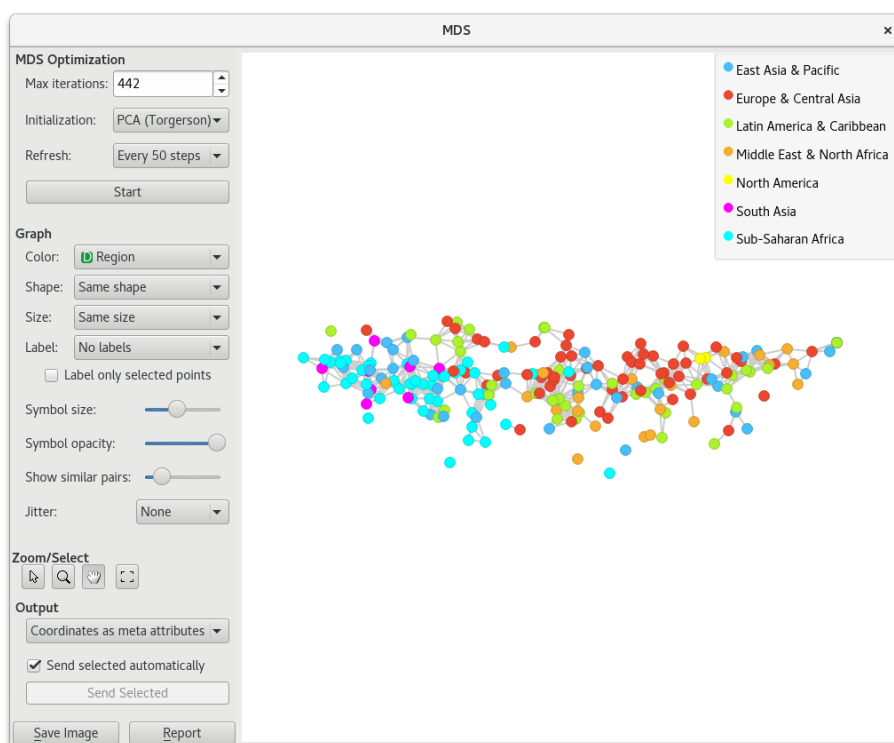 MDS
×
MDS Optimization
Max iterations: 442
Initialization: PCA (Torgerson)
Refresh: Every 50 steps
Start
Graph
Color: D Region
Shape: Same shape
Size: Same size
Label: No labels
Label only selected points
Symbol size:
Symbol opacity:
Show similar pairs:
Jitter: None
Zoom/Select
Output
Coordinates as meta attributes
Send selected automatically
Send Selected
Save Image Report
East Asia & Pacific
Europe & Central Asia
Latin America & Caribbean
Middle East & North Africa
North America
South Asia
Sub-Saharan Africa